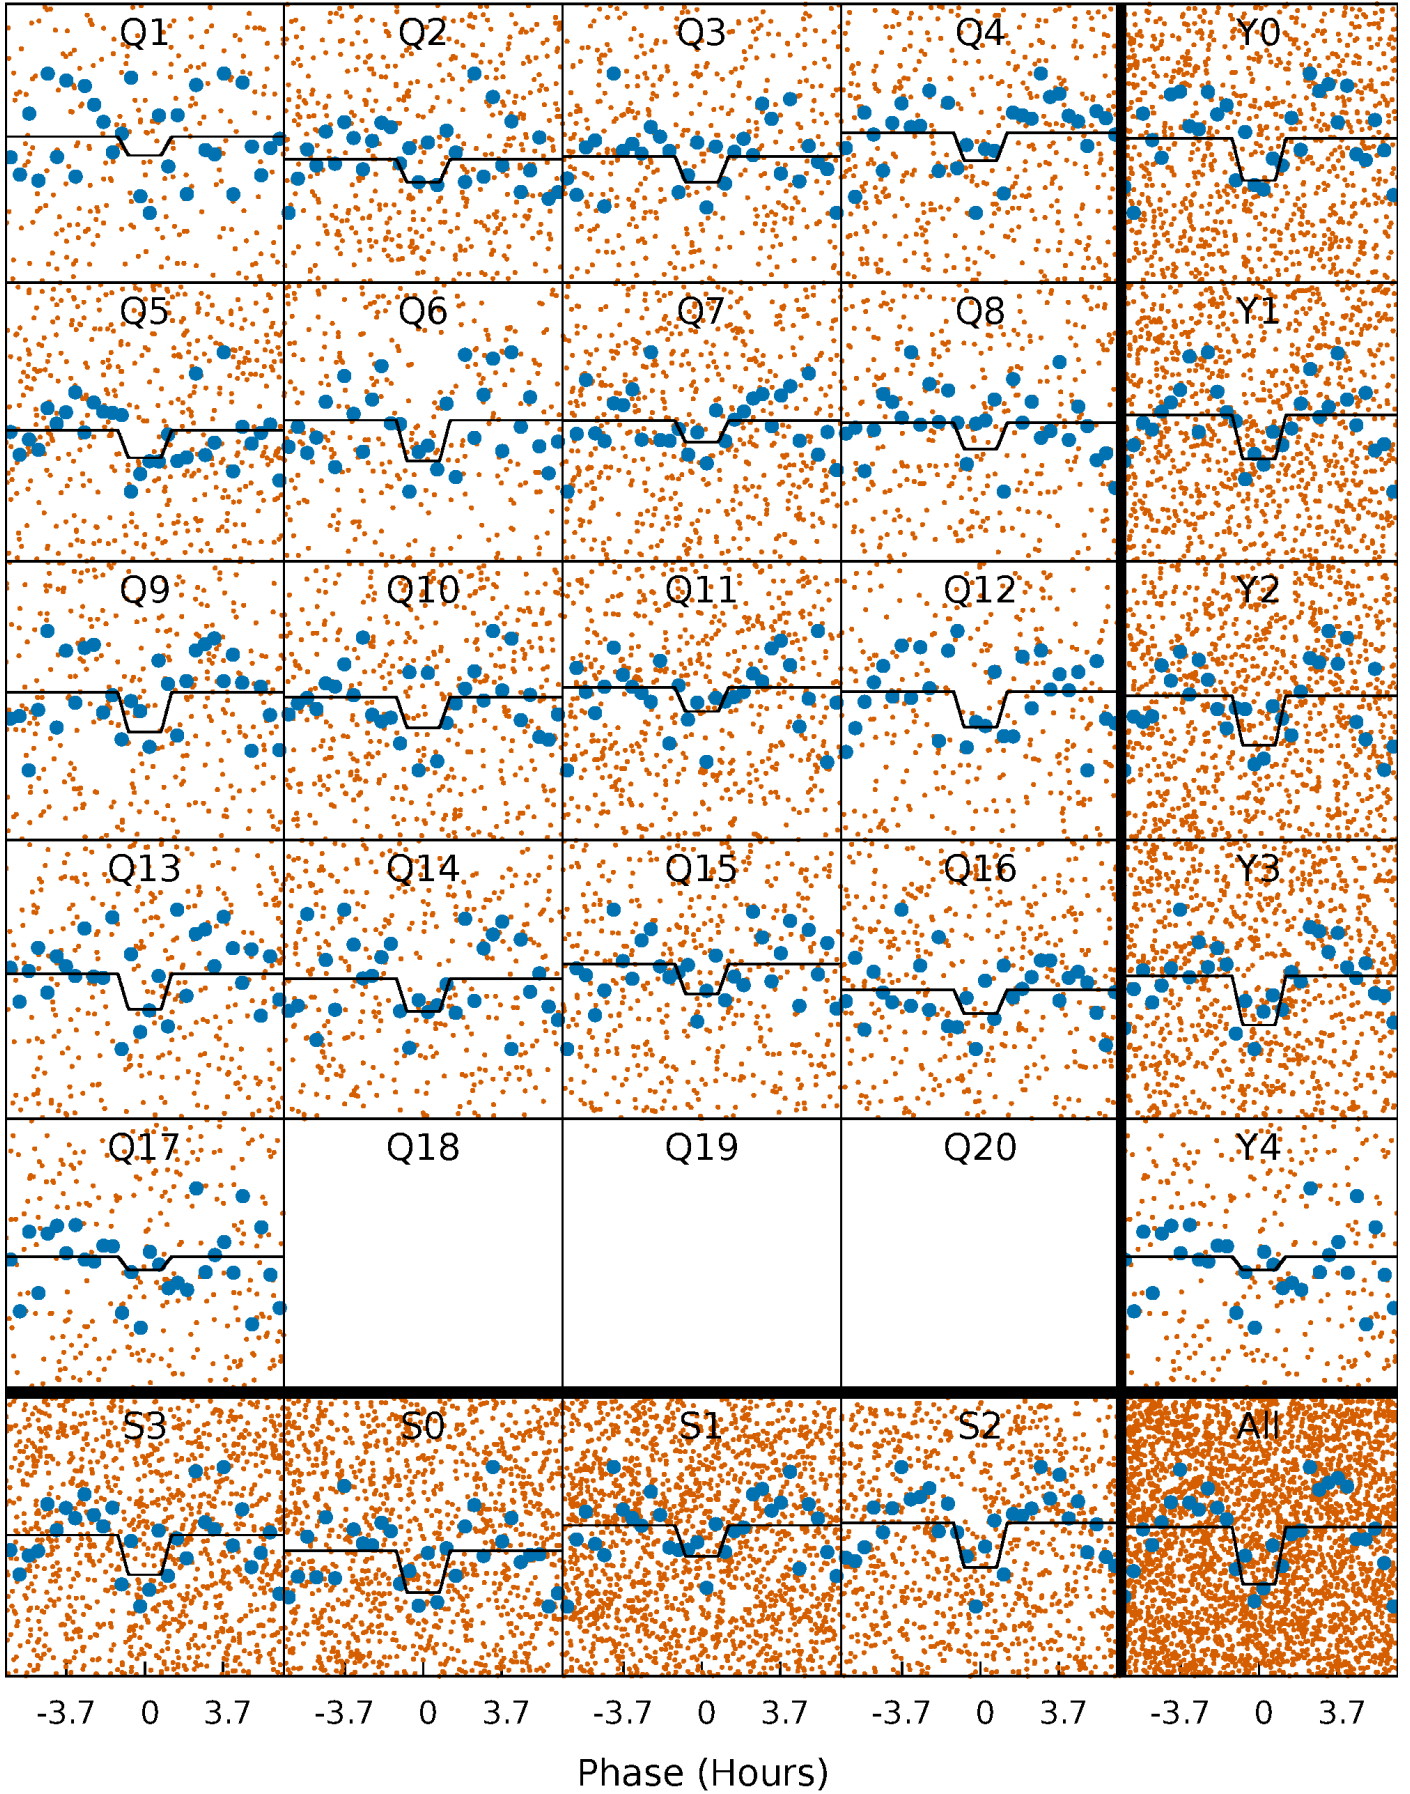 Q1 Q2 Q3 Q4 Y0
Q5 Q6 Q7 Q8 Y1
Q9 Q10 Q11 Q12 Y2
Q13 Q14 Q15 Q16 Y3
Q17 Q18 Q19 Q20 Y4
S3 S0 S1 S2 All
-3.7 0 3.7 -3.7 0 3.7 -3.7 0 3.7 -3.7 0 3.7 -3.7 0 3.7
Phase (Hours)